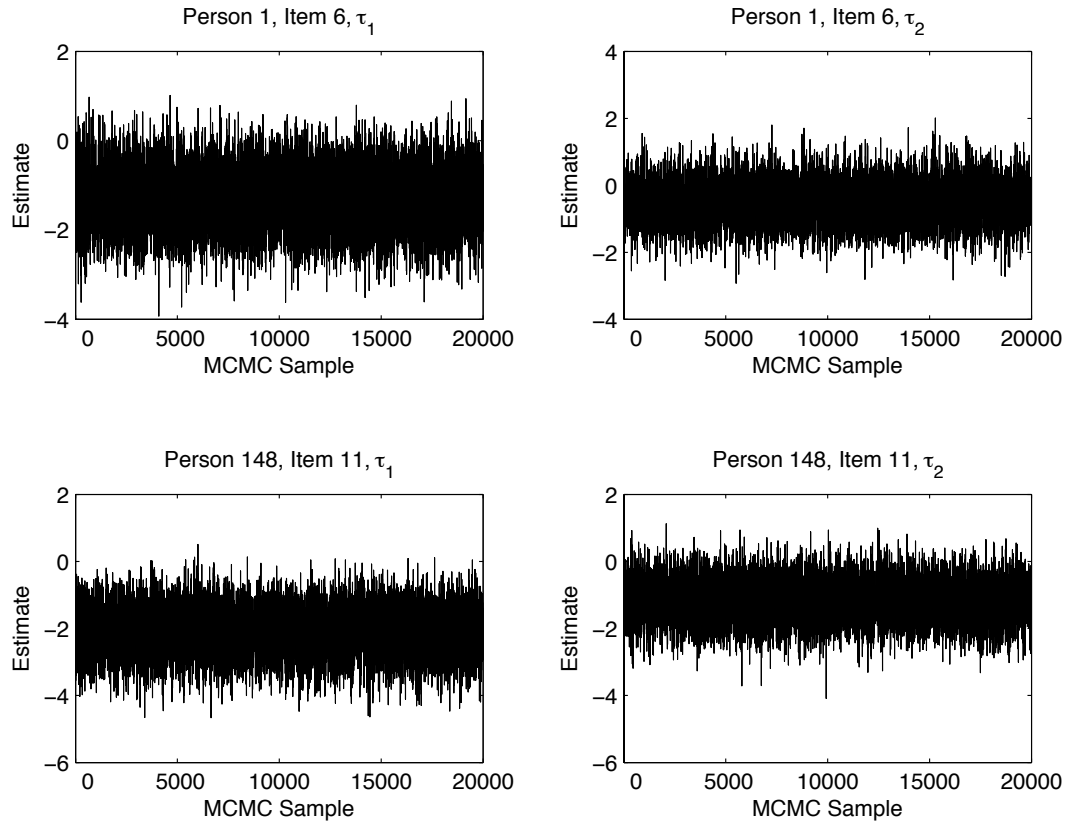 Person 1, Item 6, τ1
2
0
−2
−4
Estimate
0 5000 10000 15000 20000
MCMC Sample
Person 1, Item 6, τ2
4
2
0
−2
−4
Estimate
0 5000 10000 15000 20000
MCMC Sample
Person 148, Item 11, τ1
2
0
−2
−4
−6
Estimate
0 5000 10000 15000 20000
MCMC Sample
Person 148, Item 11, τ2
2
0
−2
−4
−6
Estimate
0 5000 10000 15000 20000
MCMC Sample